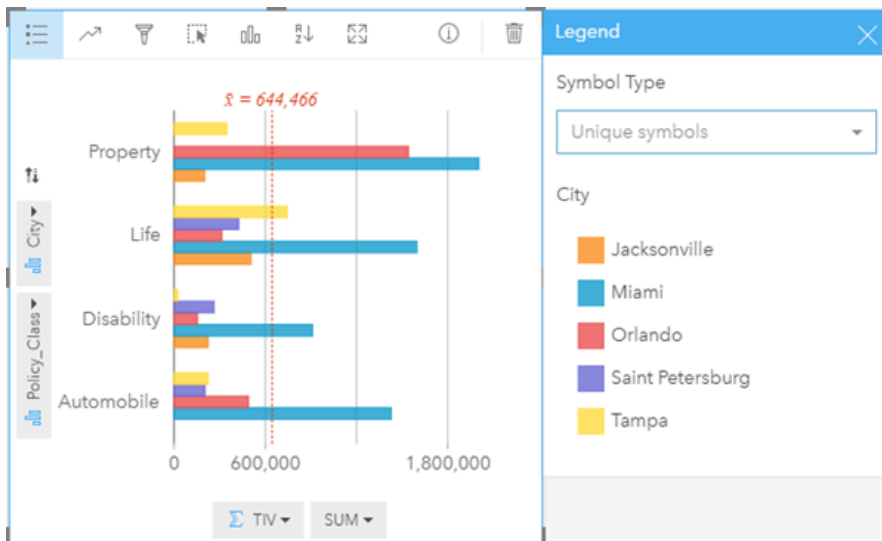 Legend
Symbol Type
Unique symbols
City
Jacksonville
Miami
Orlando
Saint Petersburg
Tampa
x̄ = 644,466
Property
Life
Disability
Automobile
City
Policy_Class
0
600,000
1,800,000
Σ TIV
SUM